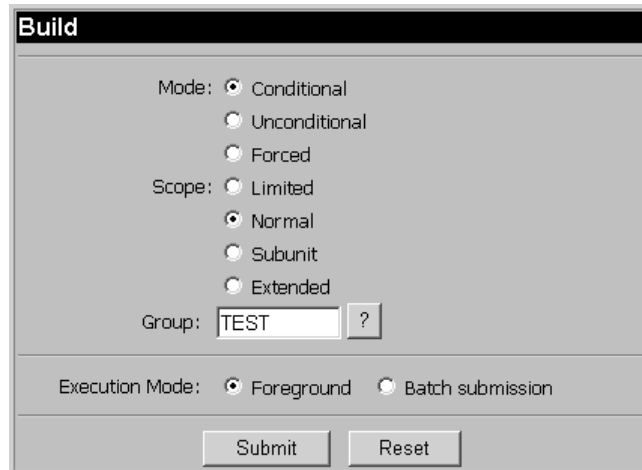 Build
Mode: Conditional
Unconditional
Forced
Scope: Limited
Normal
Subunit
Extended
Group: TEST ?
Execution Mode: Foreground Batch submission
Submit Reset